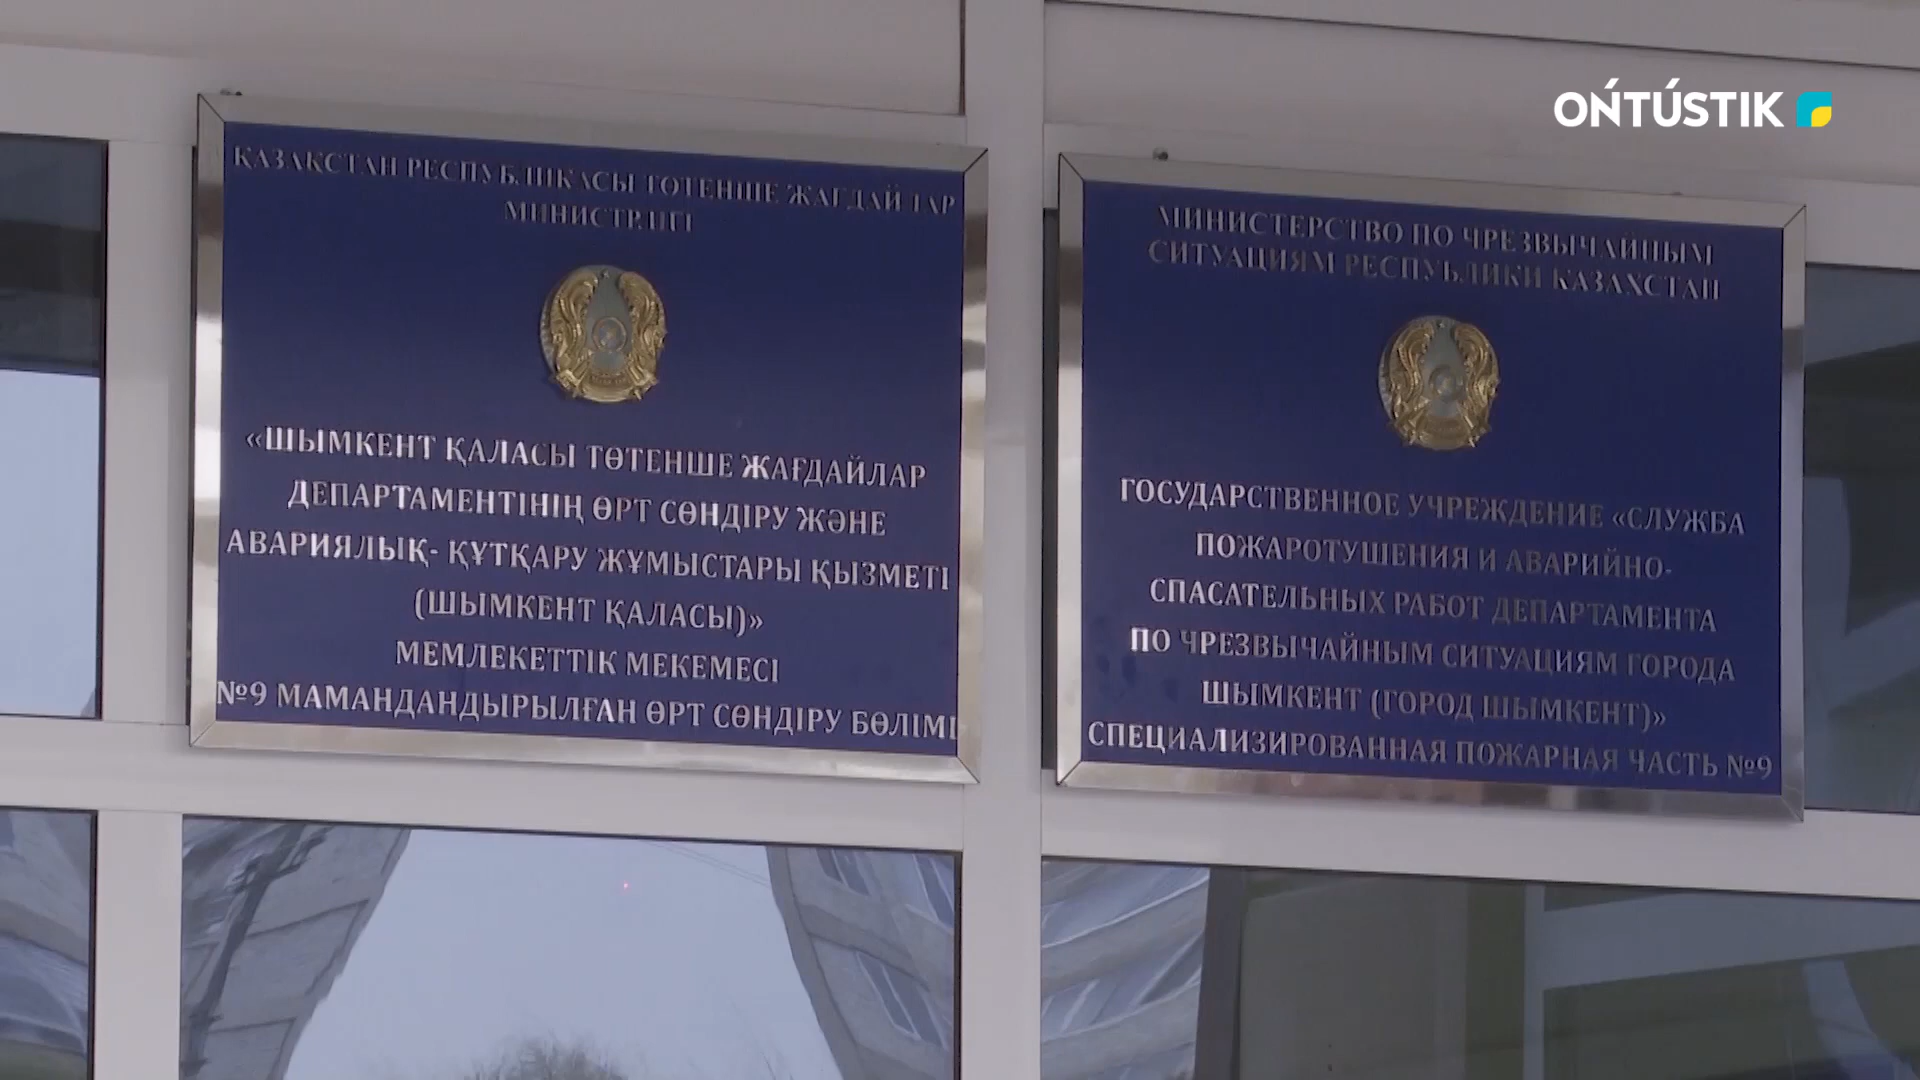 OŃTÚSTIK
ҚАЗАҚСТАН РЕСПУБЛИКАСЫ ТӨТЕНШЕ ЖАҒДАЙЛАР
МИНИСТРЛІГІ
«ШЫМКЕНТ ҚАЛАСЫ ТӨТЕНШЕ ЖАҒДАЙЛАР
ДЕПАРТАМЕНТІНІҢ ӨРТ СӨНДІРУ ЖӘНЕ
АВАРИЯЛЫҚ- ҚҰТҚАРУ ЖҰМЫСТАРЫ ҚЫЗМЕТІ
(ШЫМКЕНТ ҚАЛАСЫ)»
МЕМЛЕКЕТТІК МЕКЕМЕСІ
№9 МАМАНДАНДЫРЫЛҒАН ӨРТ СӨНДІРУ БӨЛІМІ
МИНИСТЕРСТВО ПО ЧРЕЗВЫЧАЙНЫМ
СИТУАЦИЯМ РЕСПУБЛИКИ КАЗАХСТАН
ГОСУДАРСТВЕННОЕ УЧРЕЖДЕНИЕ «СЛУЖБА
ПОЖАРОТУШЕНИЯ И АВАРИЙНО-
СПАСАТЕЛЬНЫХ РАБОТ ДЕПАРТАМЕНТА
ПО ЧРЕЗВЫЧАЙНЫМ СИТУАЦИЯМ ГОРОДА
ШЫМКЕНТ (ГОРОД ШЫМКЕНТ)»
СПЕЦИАЛИЗИРОВАННАЯ ПОЖАРНАЯ ЧАСТЬ №9